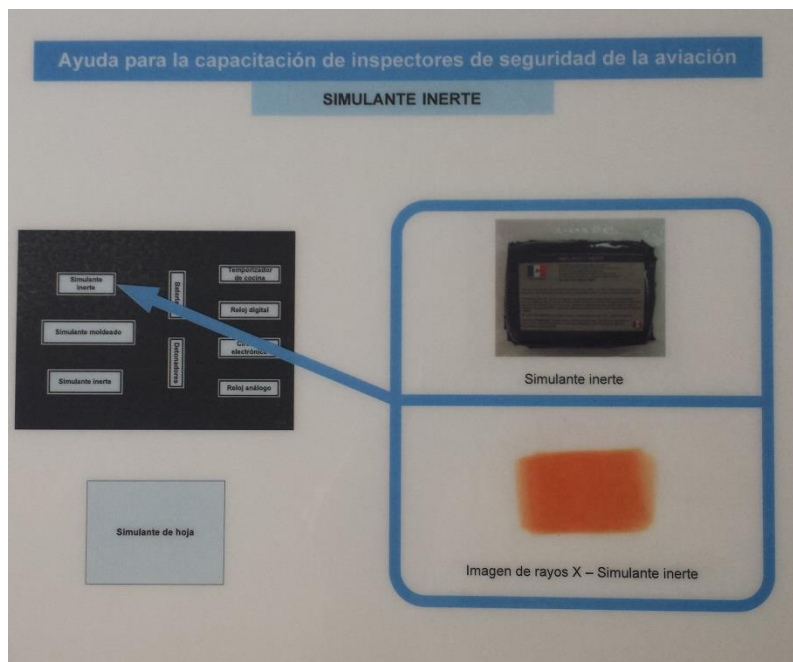 Ayuda para la capacitación de inspectores de seguridad de la aviación
SIMULANTE INERTE
Simulante
inerte
Simulante moldeado
Simulante inerte
Detonadores
Temporizador
de cocina
Reloj digital
electrónico
Reloj análogo
Simulante de hoja
Simulante inerte
Imagen de rayos X – Simulante inerte